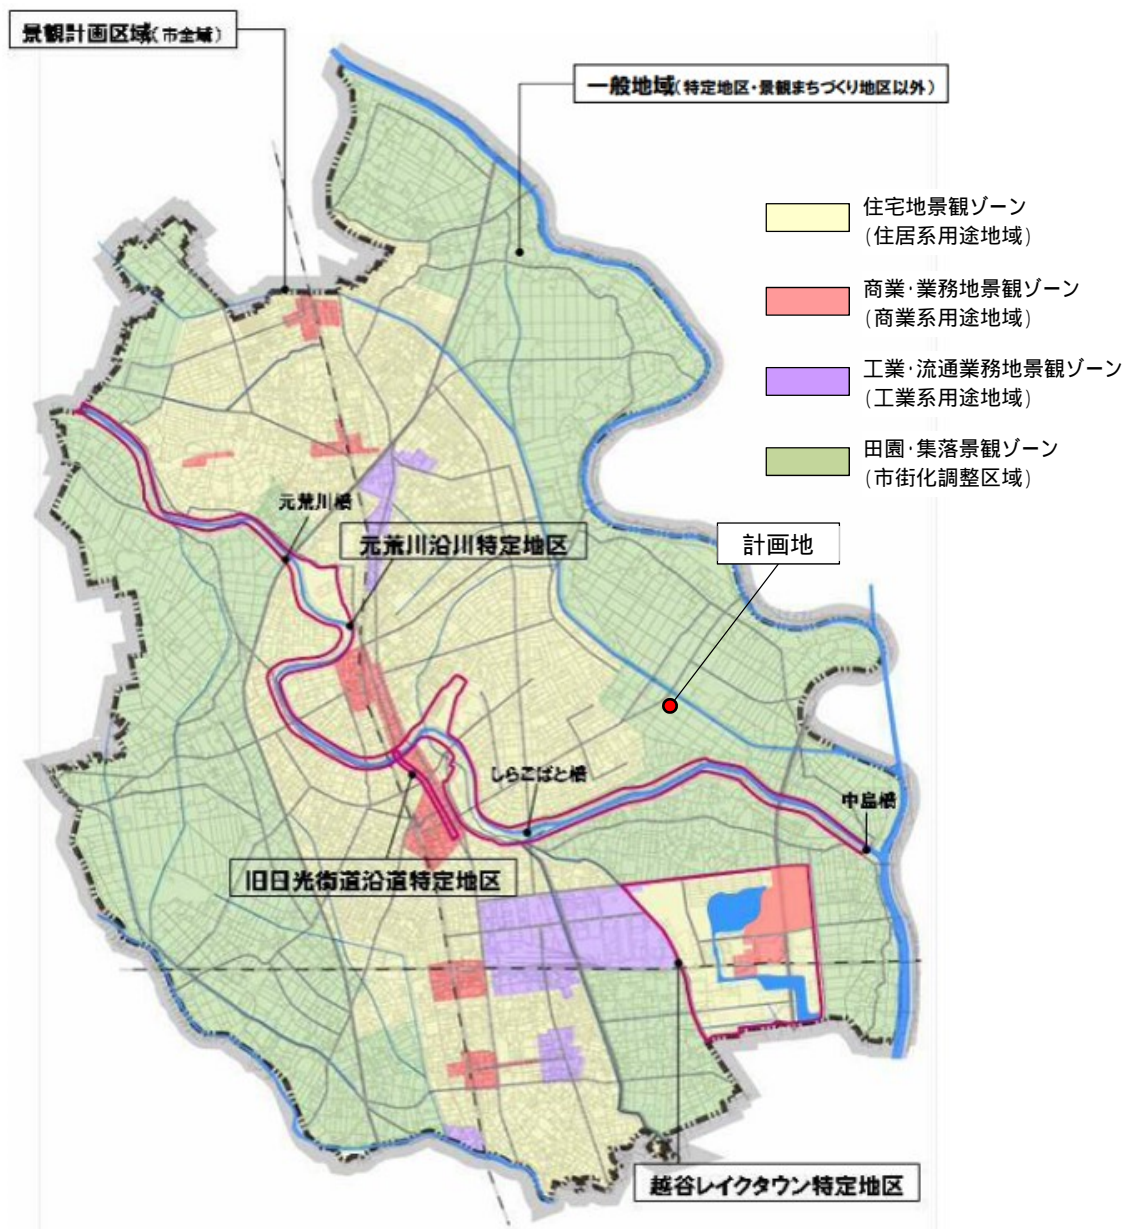 景観計画区域(市全域)
一般地域(特定地区・景観まちづくり地区以外)
住宅地景観ゾーン
(住居系用途地域)
商業・業務地景観ゾーン
(商業系用途地域)
工業・流通業務地景観ゾーン
(工業系用途地域)
田園・集落景観ゾーン
(市街化調整区域)
元荒川橋
元荒川沿川特定地区
計画地
しらこばと橋
中島橋
旧日光街道沿道特定地区
越谷レイクタウン特定地区